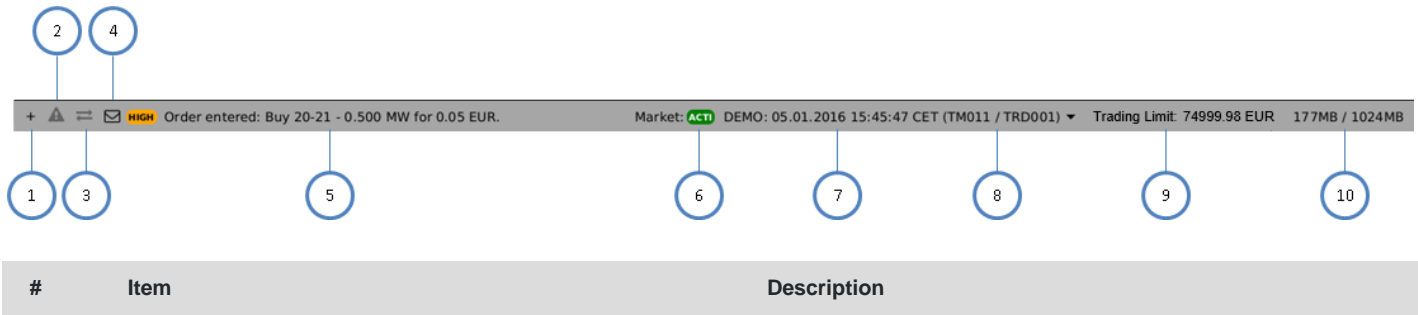 2 4
+ HIGH Order entered: Buy 20-21 - 0.500 MW for 0.05 EUR. Market: ACTI DEMO: 05.01.2016 15:45:47 CET (TM011 / TRD001) Trading Limit: 74999.98 EUR 177MB / 1024MB
1 3 5 6 7 8 9 10
# Item Description